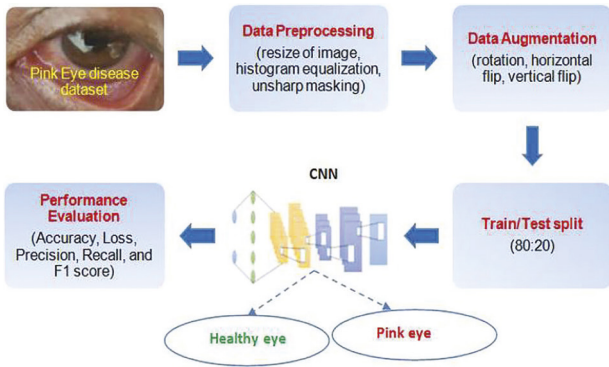 Pink Eye disease
dataset
Data Preprocessing
(resize of image,
histogram equalization,
unsharp masking)
Data Augmentation
(rotation, horizontal
flip, vertical flip)
Train/Test split
(80:20)
CNN
Performance
Evaluation
(Accuracy, Loss,
Precision, Recall, and
F1 score)
Healthy eye
Pink eye